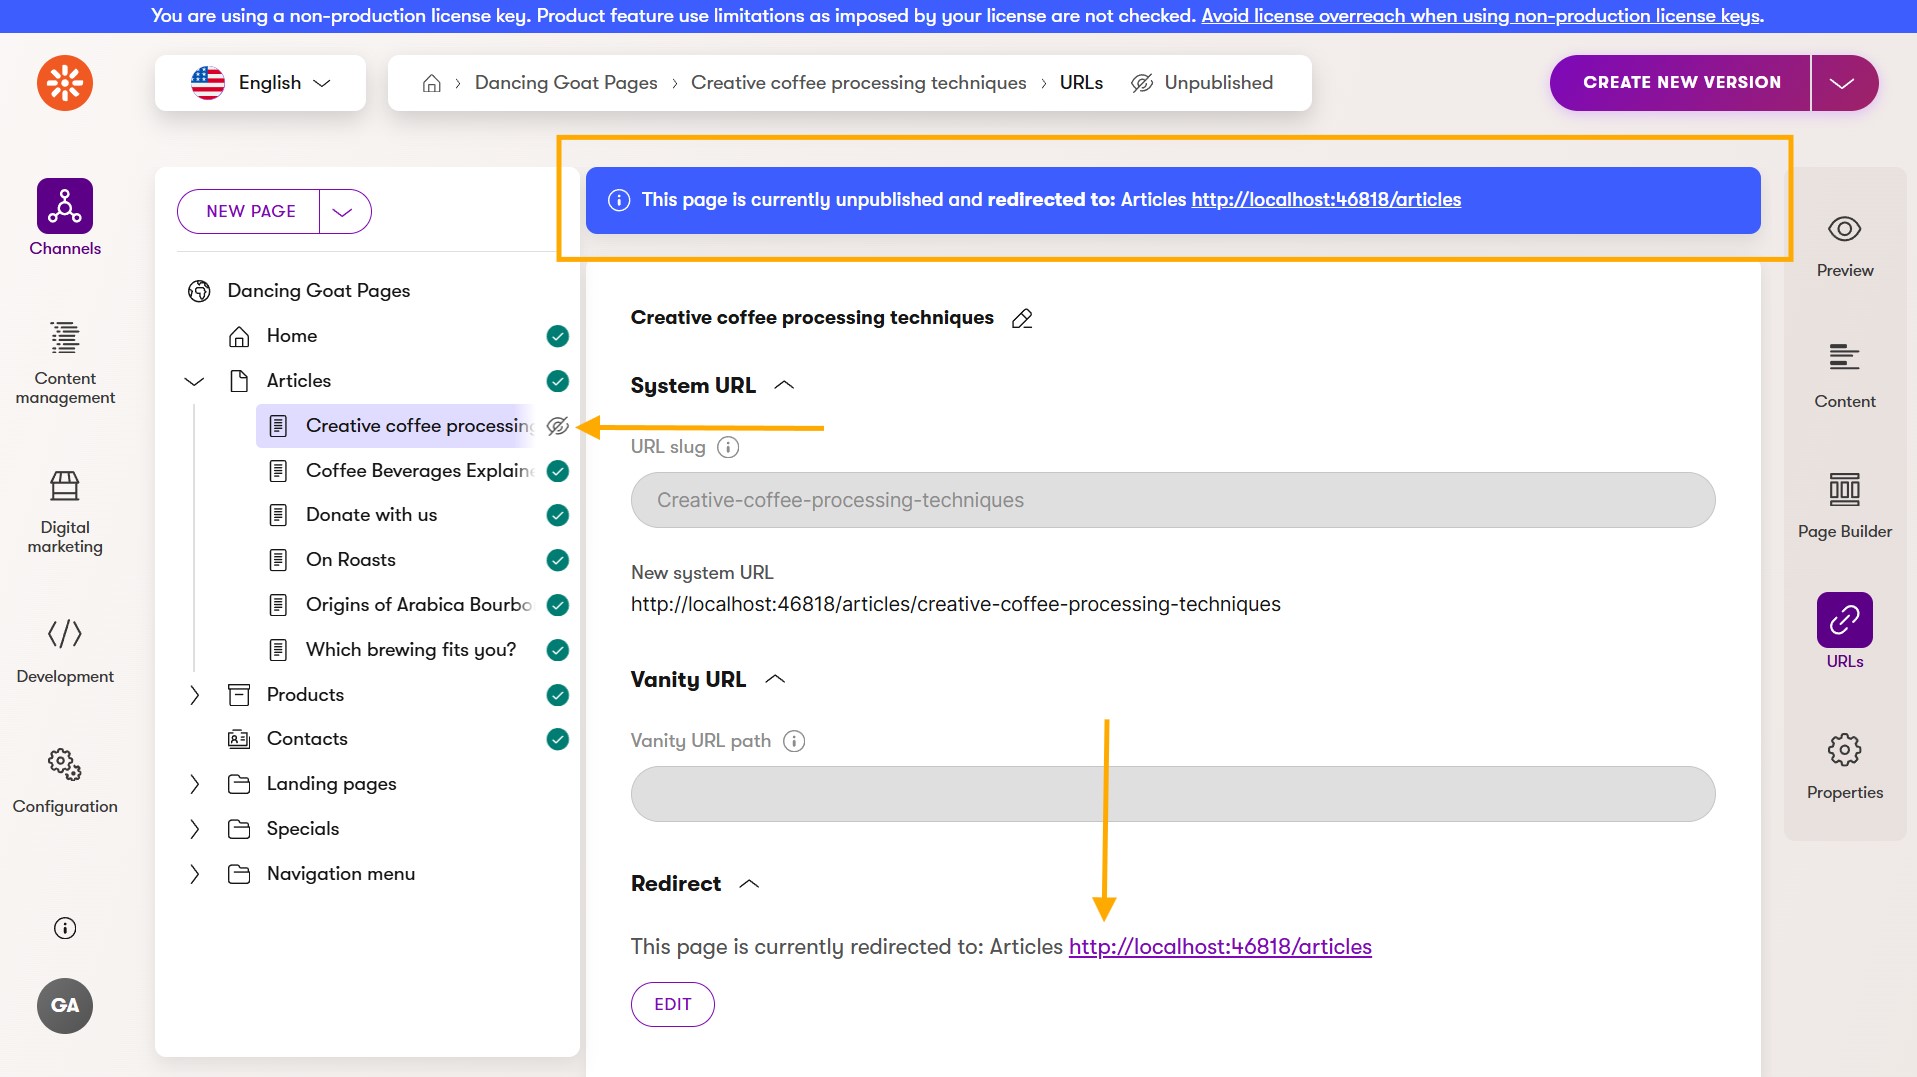 You are using a non-production license key. Product feature use limitations as imposed by your license are not checked. Avoid license overreach when using non-production license keys.
English
Dancing Goat Pages > Creative coffee processing techniques > URLs Unpublished
CREATE NEW VERSION
Channels
Content
management
Digital
marketing
Development
Configuration
GA
NEW PAGE
Dancing Goat Pages
Home
Articles
Creative coffee processing
Coffee Beverages Explaine
Donate with us
On Roasts
Origins of Arabica Bourbo
Which brewing fits you?
Products
Contacts
Landing pages
Specials
Navigation menu
This page is currently unpublished and redirected to: Articles http://localhost:46818/articles
Creative coffee processing techniques
System URL
URL slug
Creative-coffee-processing-techniques
New system URL
http://localhost:46818/articles/creative-coffee-processing-techniques
Vanity URL
Vanity URL path
Redirect
This page is currently redirected to: Articles http://localhost:46818/articles
EDIT
Preview
Content
Page Builder
URLs
Properties